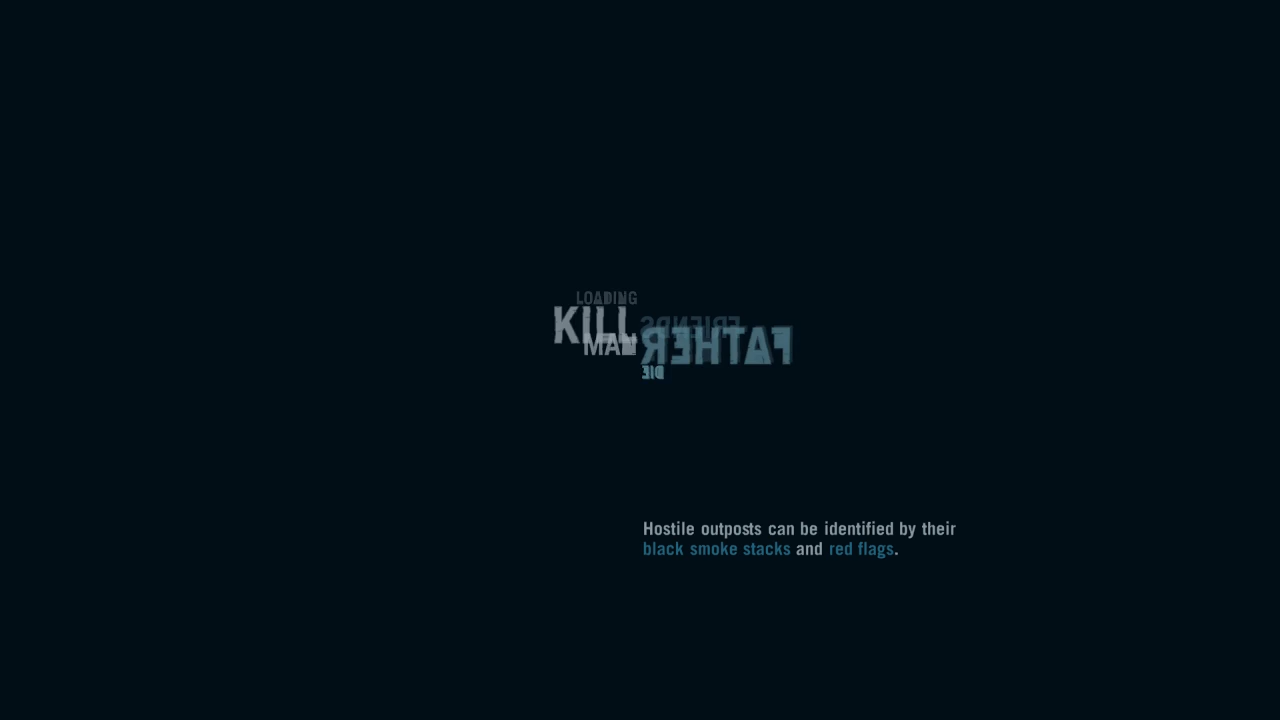 LOADING
KILL
FRIENDS
MAN
FATHER
DIE
Hostile outposts can be identified by their
black smoke stacks and red flags.